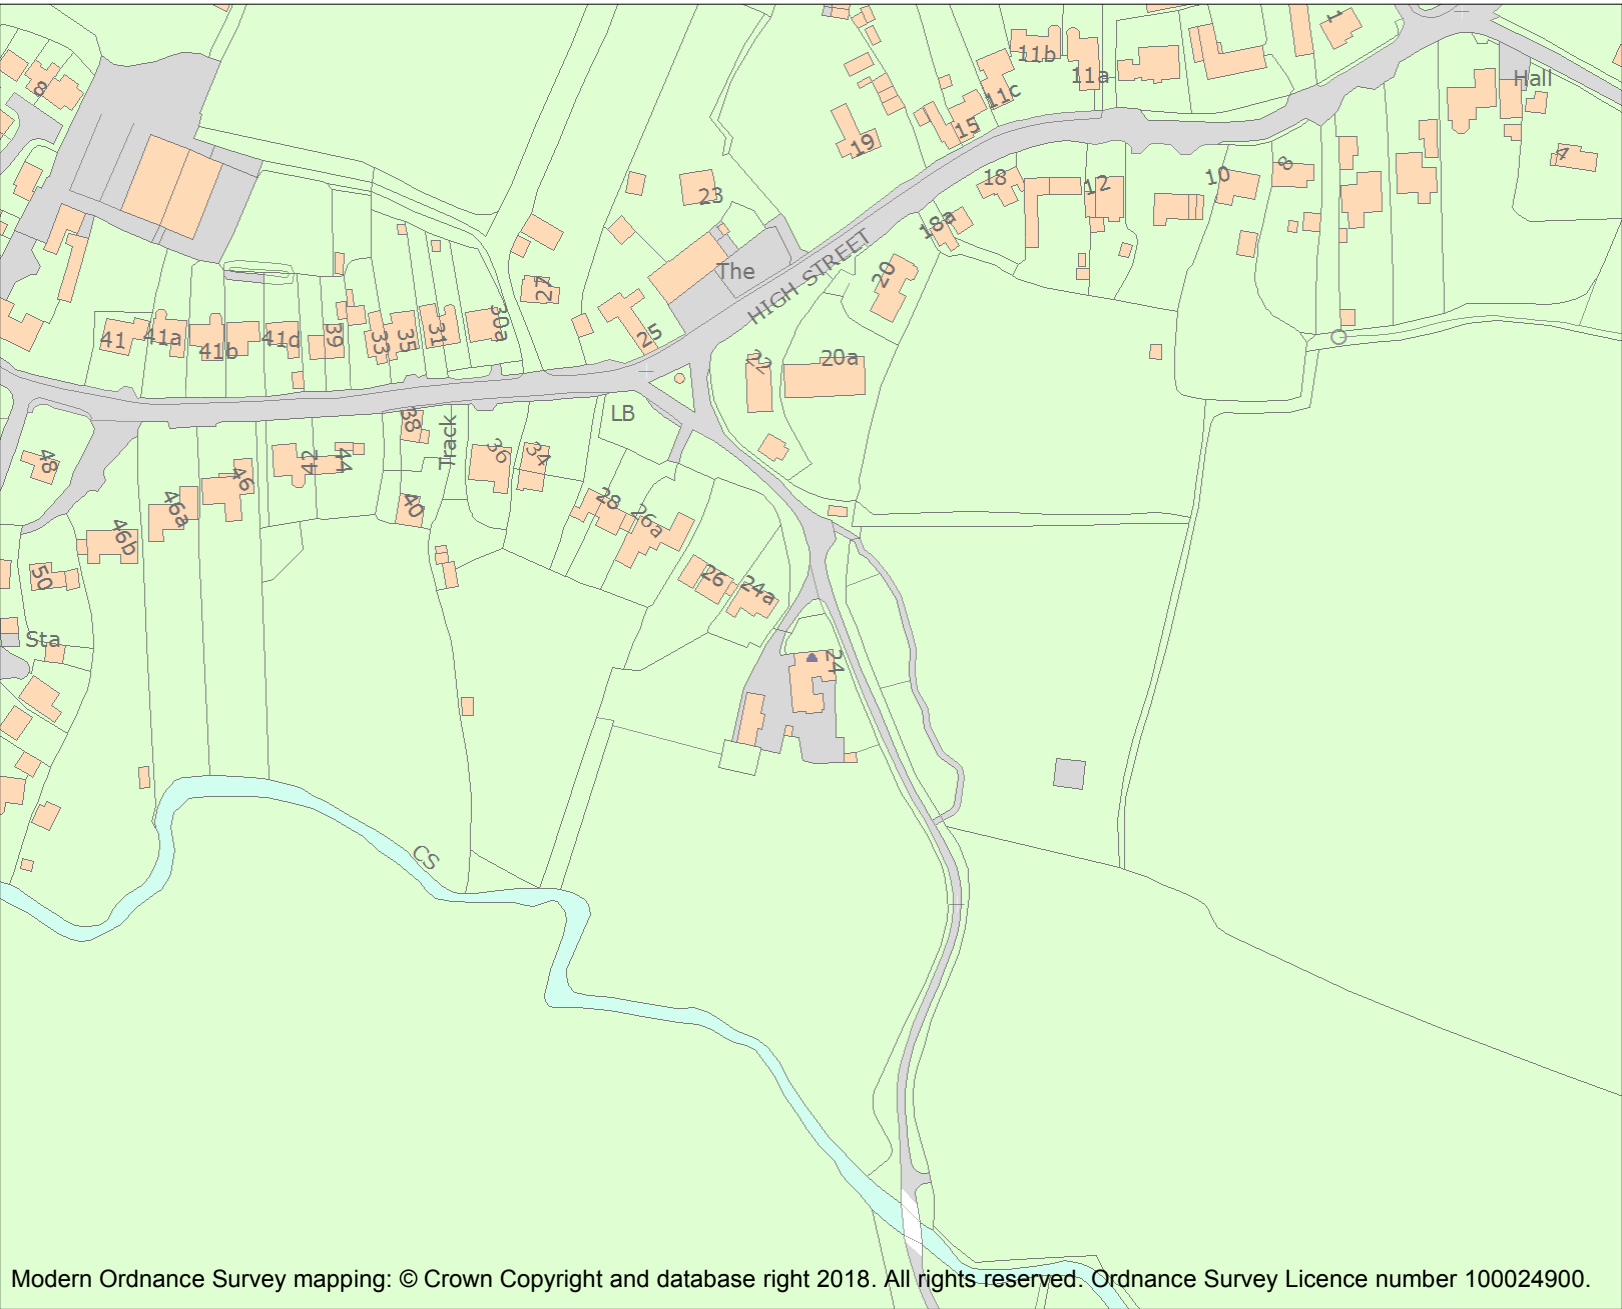 1
11b
11a
Hall
8
11c
15
19
4
8
10
18
12
23
18a
HIGH STREET
The
20
27
30a
25
41
41a
41b
41d
39
33
35
31
22
20a
LB
38
Track
36
34
48
42
44
46
46a
40
28
26a
46b
50
26
24a
Sta
24
CS
Modern Ordnance Survey mapping: © Crown Copyright and database right 2018. All rights reserved. Ordnance Survey Licence number 100024900.